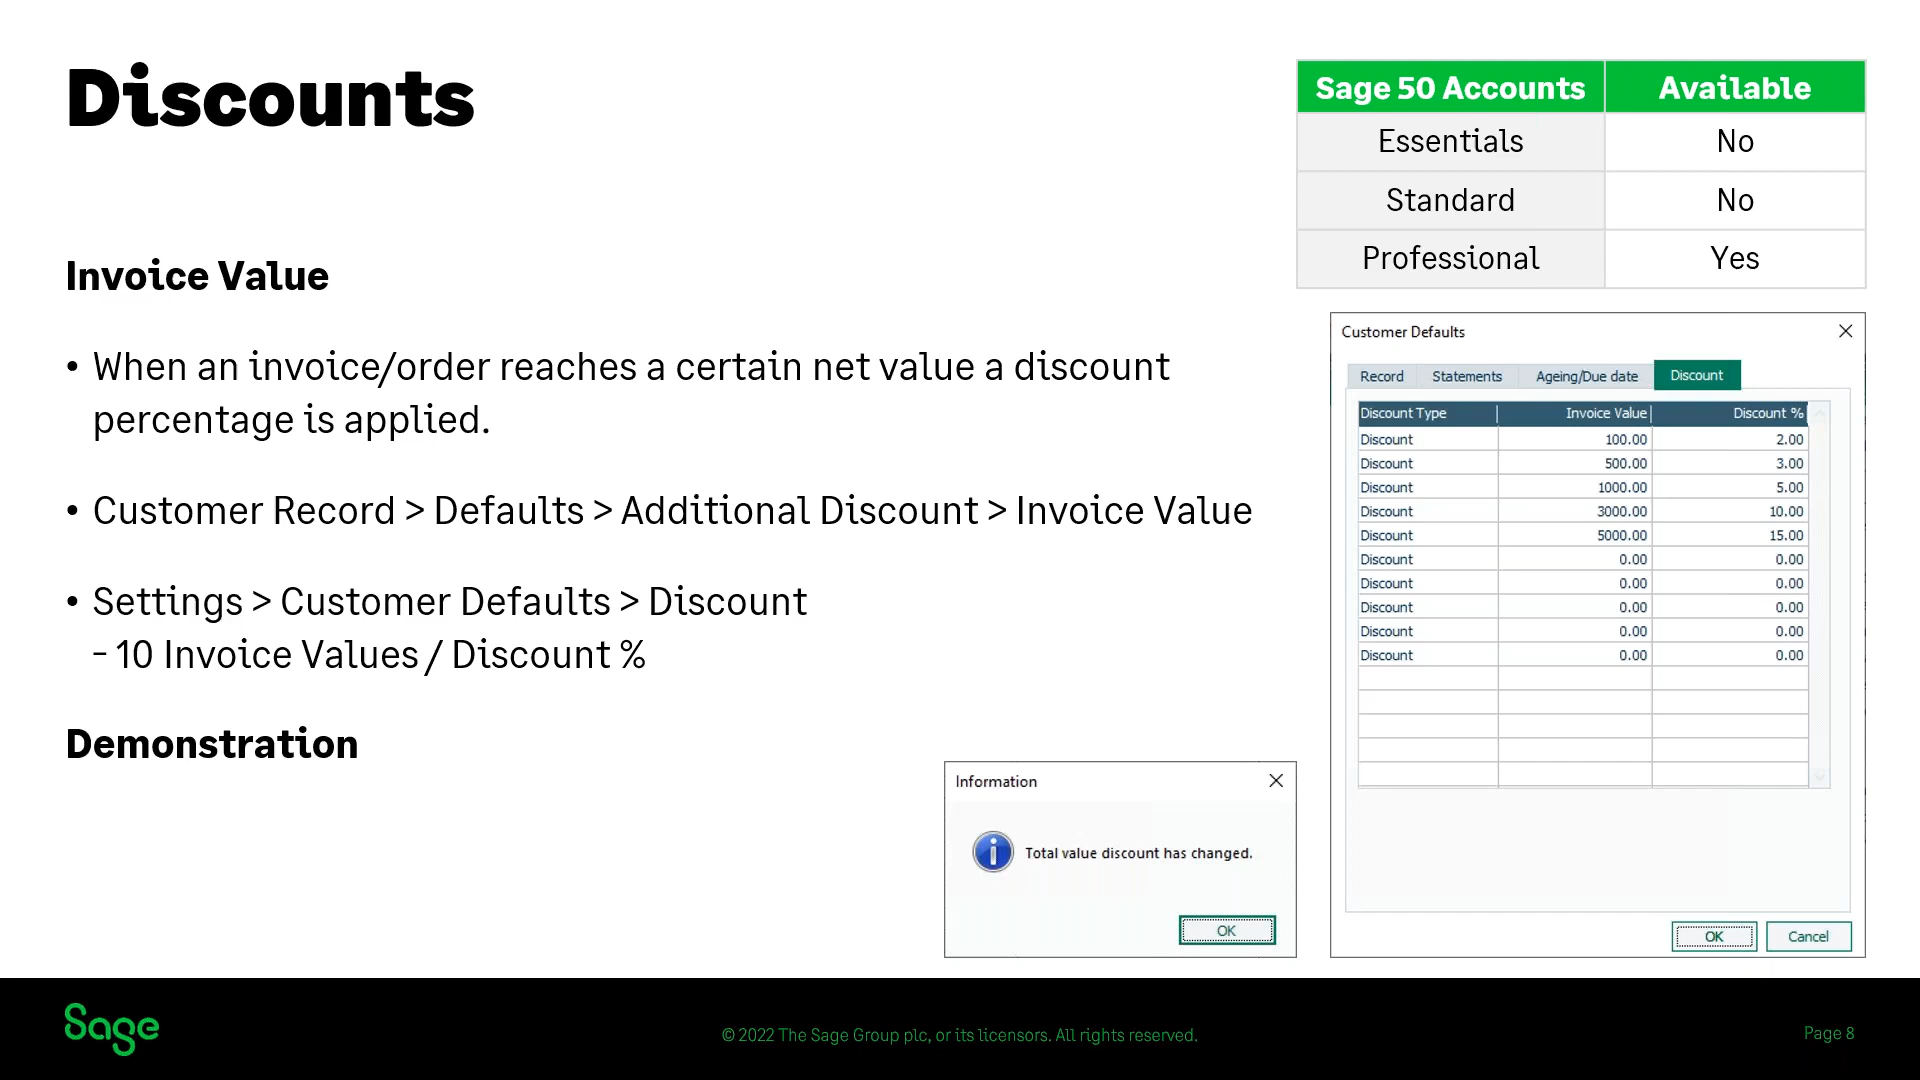 Discounts
Sage 50 Accounts Available
Essentials No
Standard No
Professional Yes
Invoice Value
• When an invoice/order reaches a certain net value a discount
percentage is applied.
• Customer Record > Defaults > Additional Discount > Invoice Value
• Settings > Customer Defaults > Discount
- 10 Invoice Values / Discount %
Demonstration
Information
Total value discount has changed.
OK
Customer Defaults
Record Statements Ageing/Due date Discount
Discount Type Invoice Value Discount %
Discount 100.00 2.00
Discount 500.00 3.00
Discount 1000.00 5.00
Discount 3000.00 10.00
Discount 5000.00 15.00
Discount 0.00 0.00
Discount 0.00 0.00
Discount 0.00 0.00
Discount 0.00 0.00
Discount 0.00 0.00
OK Cancel
Sage
© 2022 The Sage Group plc, or its licensors. All rights reserved.
Page 8